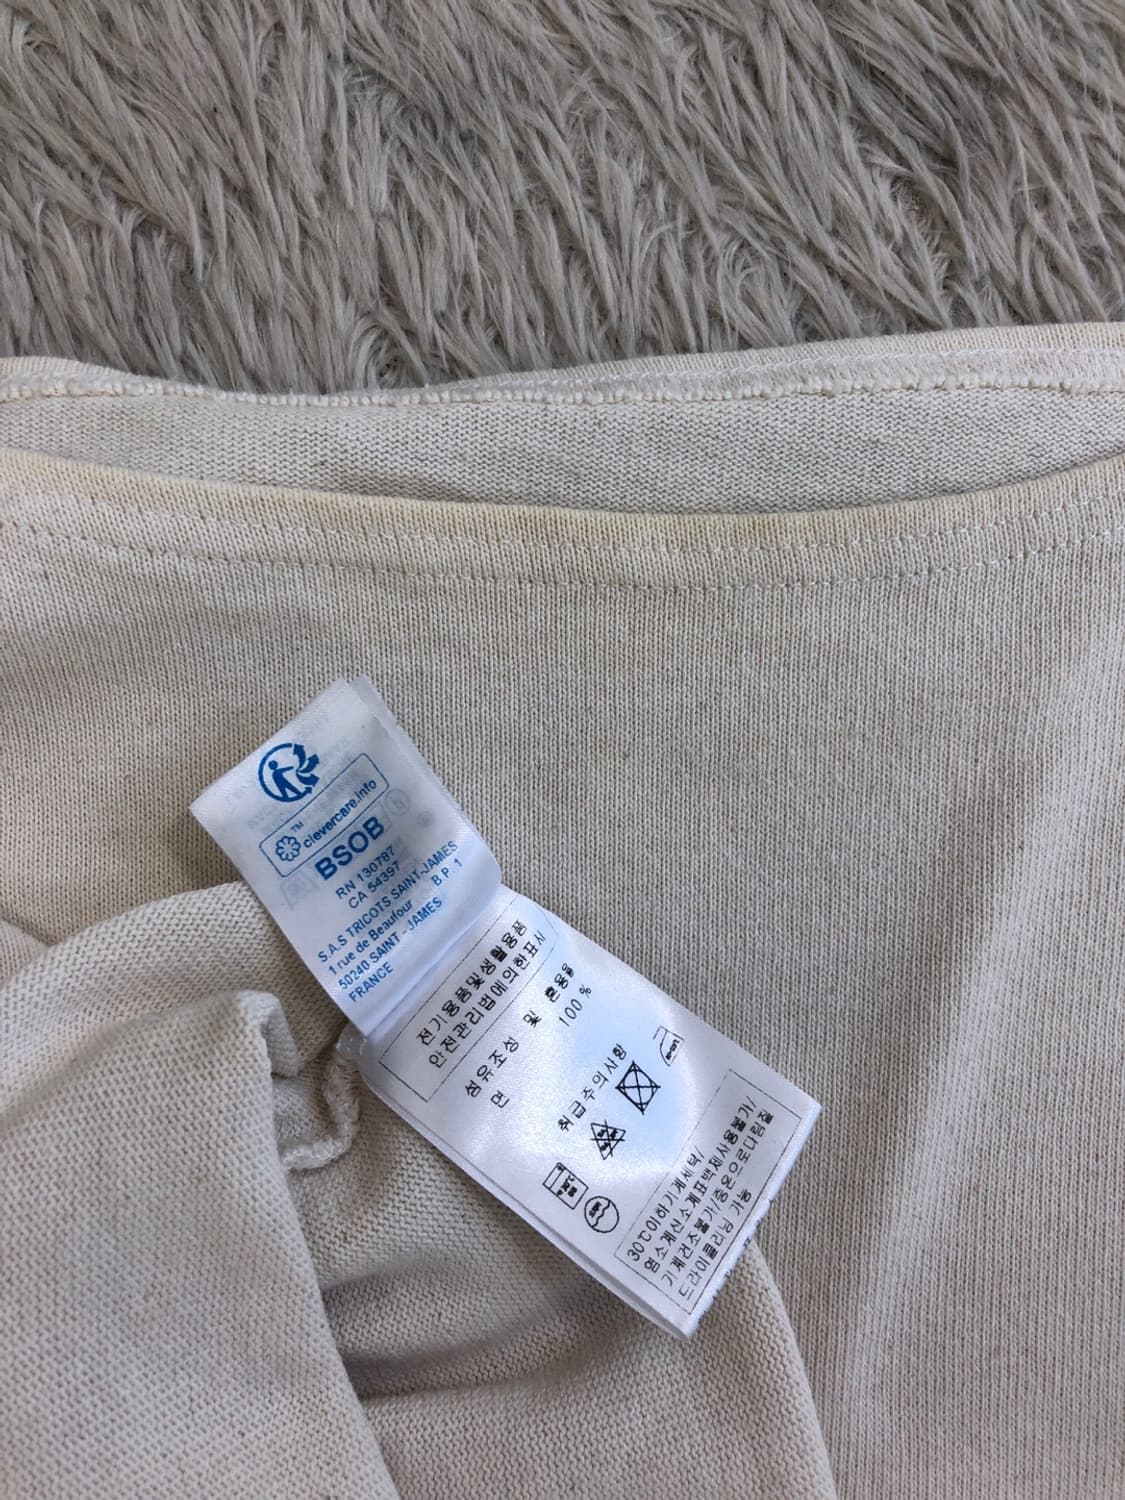 clevercare.info
TM
BSOB
RN 130787
CA 54397
S.A.S TRICOTS SAINT-JAMES
1 rue de Beaufour B.P. 1
50240 SAINT-JAMES
FRANCE
전기용품및생활용품
안전관리법에의한표시
섬유조성 및 혼용율
면 100 %
취급주의사항
30℃이하기계세탁/
염소계산소계표백제사용불가/
기계건조불가/중온으로다림질
드라이클리닝 가능